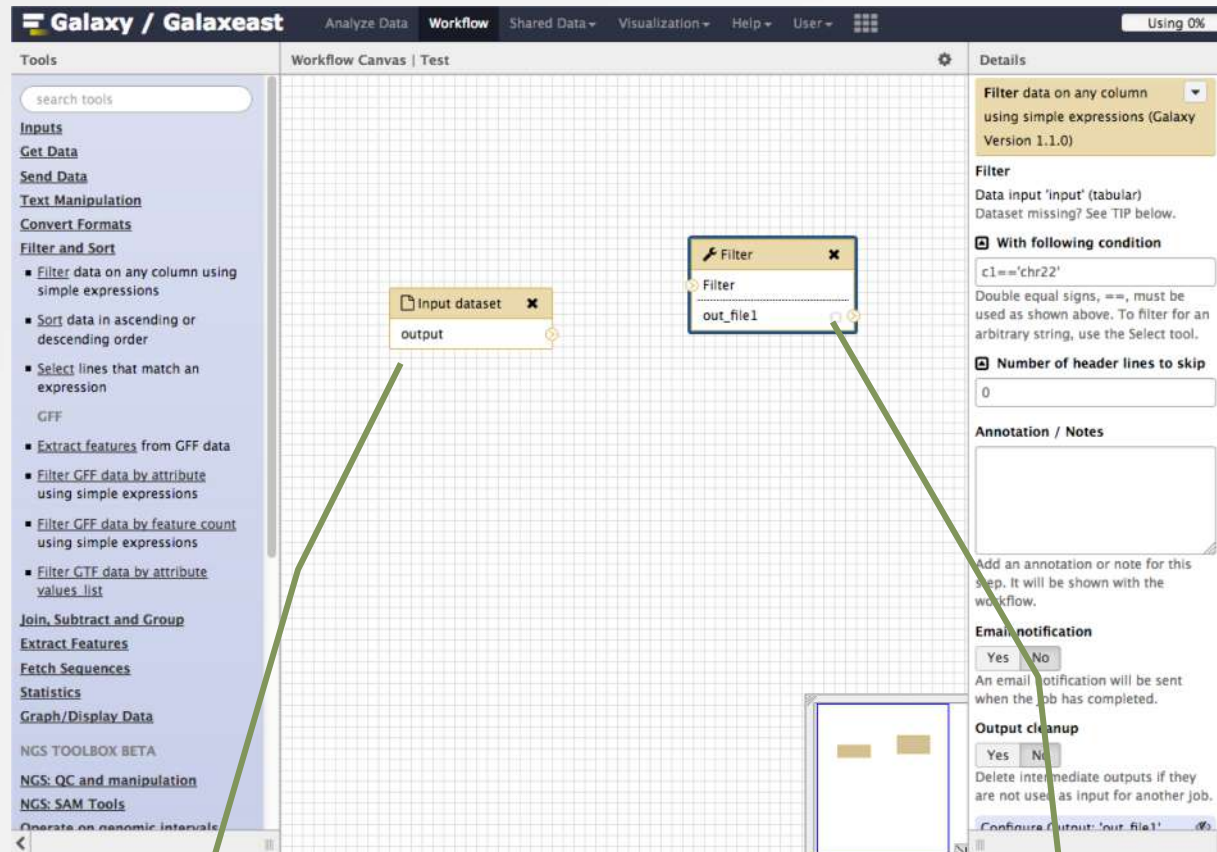 Galaxy / Galaxeast
Analyze Data Workflow Shared Data Visualization Help User
Using 0%
Tools
search tools
Inputs
Get Data
Send Data
Text Manipulation
Convert Formats
Filter and Sort
Filter data on any column using
simple expressions
Sort data in ascending or
descending order
Select lines that match an
expression
GFF
Extract features from GFF data
Filter GFF data by attribute
using simple expressions
Filter GFF data by feature count
using simple expressions
Filter GTF data by attribute
values_list
Join, Subtract and Group
Extract Features
Fetch Sequences
Statistics
Graph/Display Data
NGS TOOLBOX BETA
NGS: QC and manipulation
NGS: SAM Tools
Operate on genomic intervals
Workflow Canvas | Test
Input dataset
output
Filter
Filter
out_file1
Details
Filter data on any column
using simple expressions (Galaxy
Version 1.1.0)
Filter
Data input 'input' (tabular)
Dataset missing? See TIP below.
With following condition
c1=='chr22'
Double equal signs, ==, must be
used as shown above. To filter for an
arbitrary string, use the Select tool.
Number of header lines to skip
0
Annotation / Notes
Add an annotation or note for this
step. It will be shown with the
workflow.
Email notification
Yes No
An email notification will be sent
when the job has completed.
Output cleanup
Yes No
Delete intermediate outputs if they
are not used as input for another job.
Configure Output: 'out_file1'